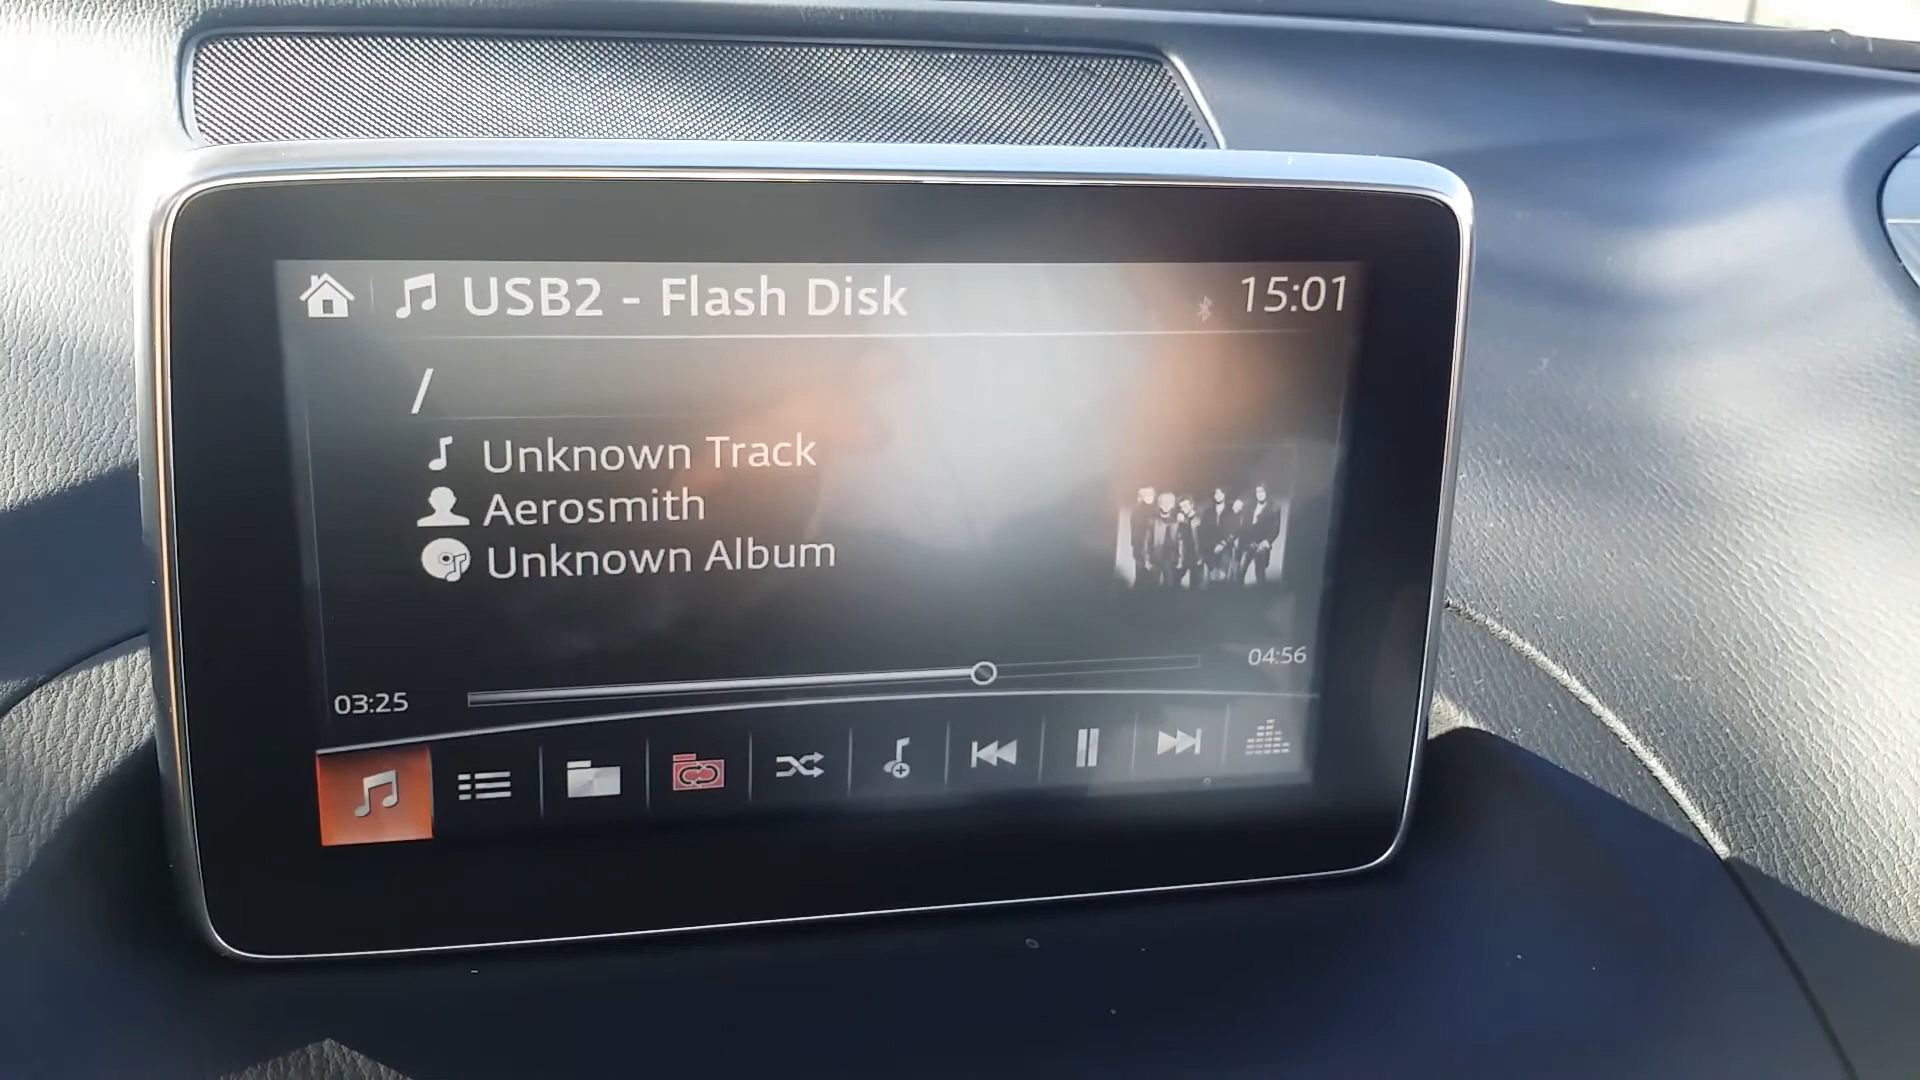 USB2 - Flash Disk 15:01
/
Unknown Track
Aerosmith
Unknown Album
03:25 04:56